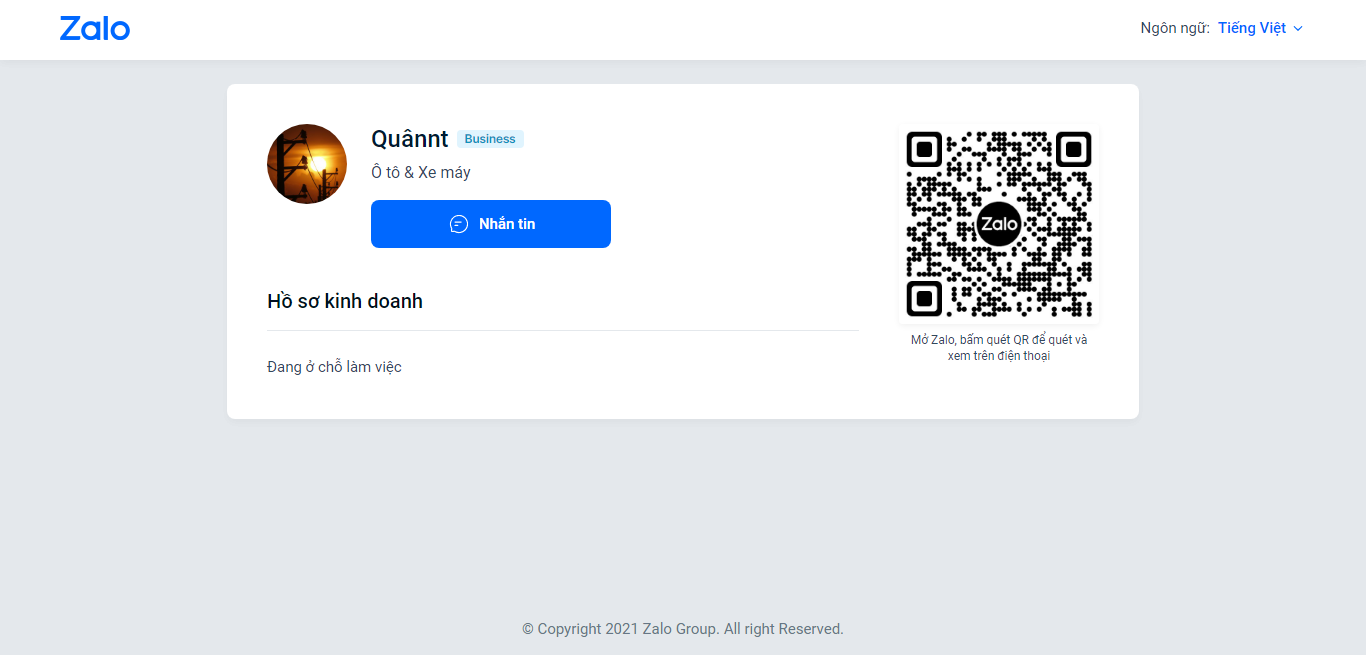 Zalo
Ngôn ngữ: Tiếng Việt
Quânnt Business
Ô tô & Xe máy
Nhắn tin
Hồ sơ kinh doanh
Đang ở chỗ làm việc
Zalo
Mở Zalo, bấm quét QR để quét và
xem trên điện thoại
© Copyright 2021 Zalo Group. All right Reserved.